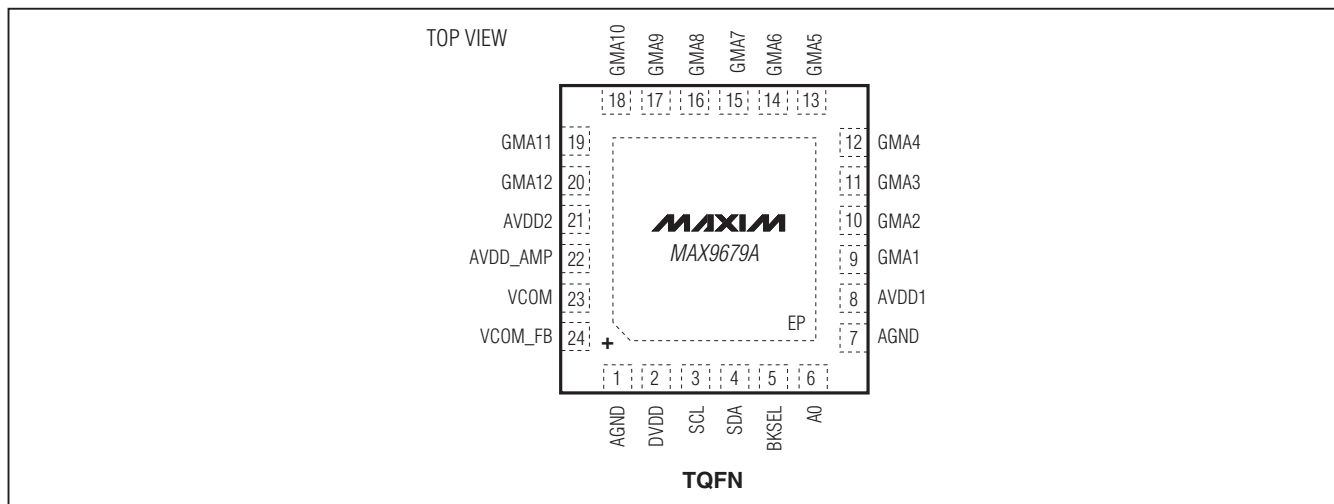 TOP VIEW
GMA10 GMA9 GMA8 GMA7 GMA6 GMA5
18 17 16 15 14 13
GMA11 19 12 GMA4
GMA12 20 11 GMA3
AVDD2 21 10 GMA2
MAXIM
AVDD_AMP 22 9 GMA1
MAX9679A
VCOM 23 8 AVDD1
EP
VCOM_FB 24 7 AGND
+
1 2 3 4 5 6
AGND DVDD SCL SDA BKSEL A0
TQFN